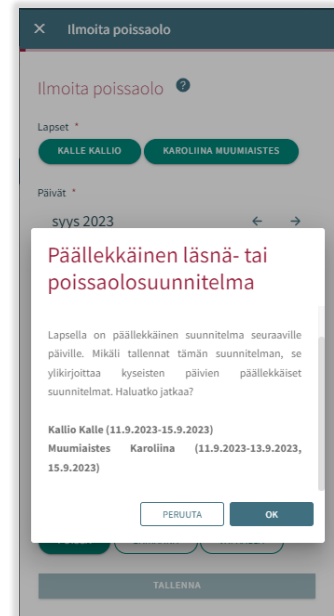 Ilmoita poissaolo
Ilmoita poissaolo ?
Lapset *
KALLE KALLIO KAROLIINA MUUMIAISTES
Päivät *
syys 2023
Päällekkäinen läsnä- tai
poissaolosuunnitelma
Lapsella on päällekkäinen suunnitelma seuraaville
päiville. Mikäli tallennat tämän suunnitelman, se
ylikirjoittaa kyseisten päivien päällekkäiset
suunnitelmat. Haluatko jatkaa?
Kallio Kalle (11.9.2023-15.9.2023)
Muumiaistes Karoliina (11.9.2023-13.9.2023,
15.9.2023)
PERUUTA OK
TALLENNA